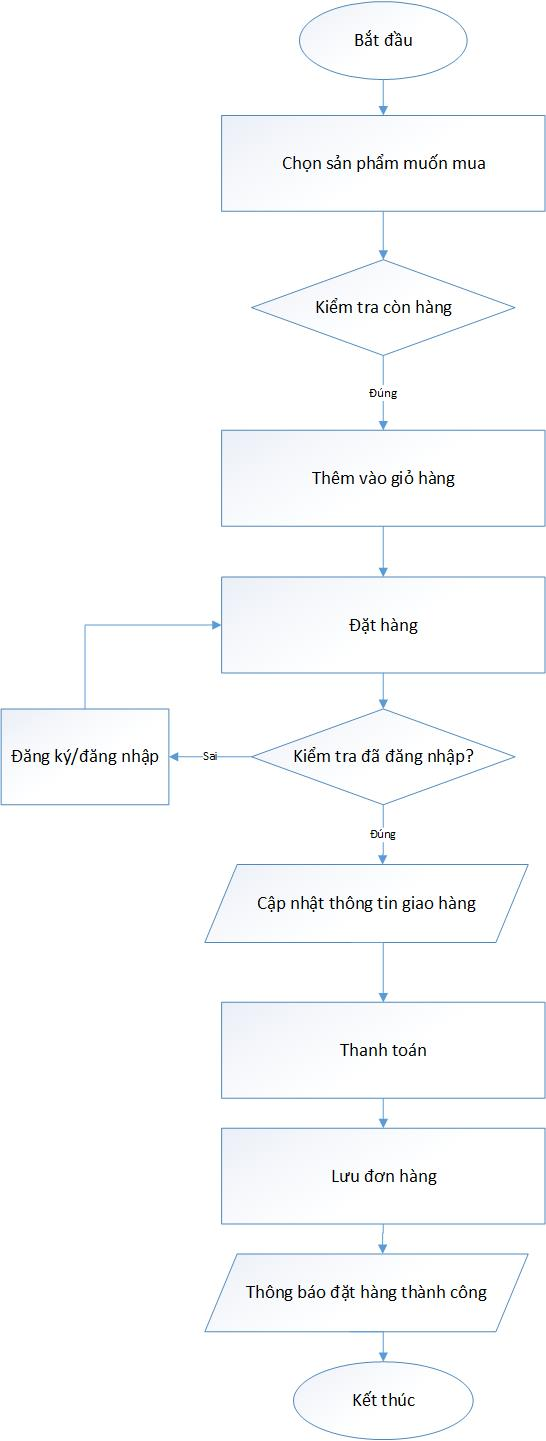 Bắt đầu
Chọn sản phẩm muốn mua
Kiểm tra còn hàng
Đúng
Thêm vào giỏ hàng
Đặt hàng
Đăng ký/đăng nhập
Sai
Kiểm tra đã đăng nhập?
Đúng
Cập nhật thông tin giao hàng
Thanh toán
Lưu đơn hàng
Thông báo đặt hàng thành công
Kết thúc